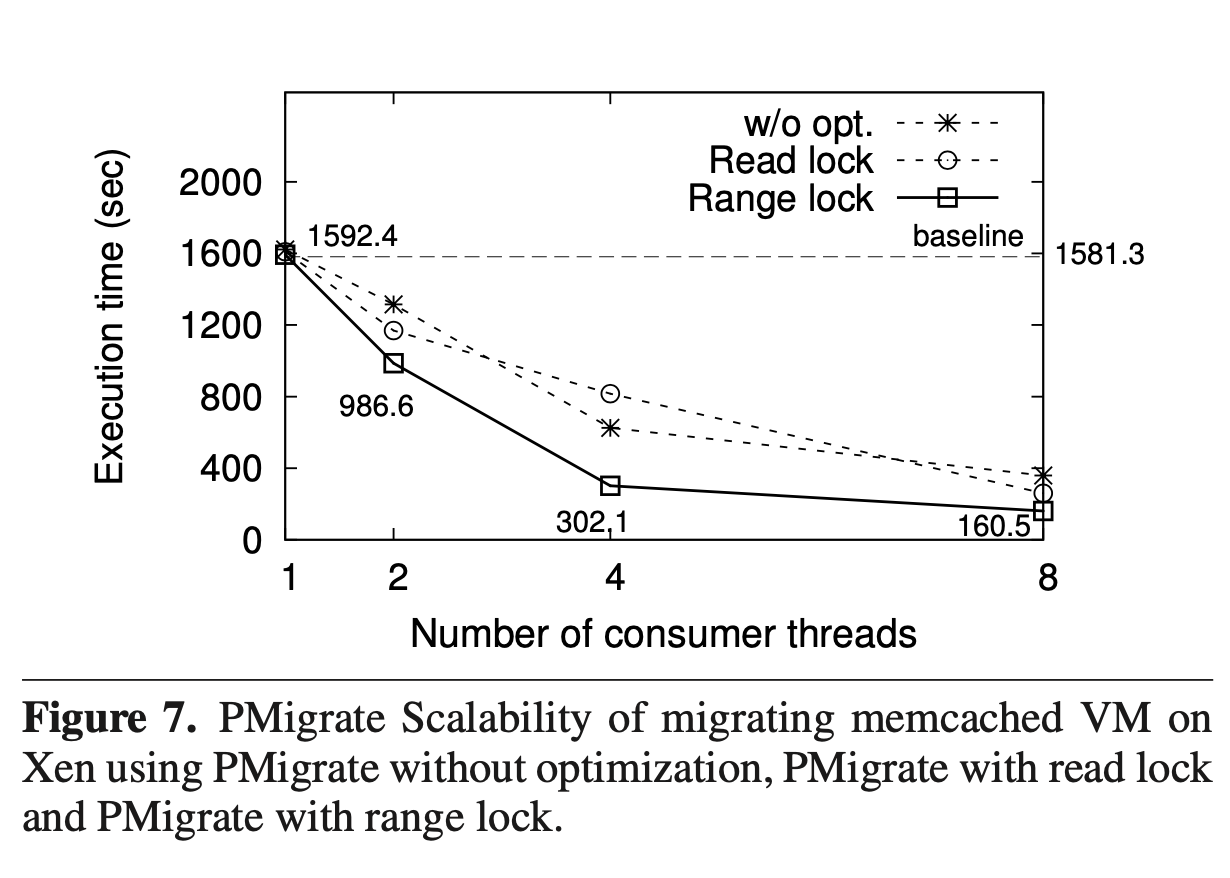 w/o opt.
Read lock
Range lock
baseline
Execution time (sec)
2000
1600
1200
800
400
0
1592.4
1581.3
986.6
302.1
160.5
1 2 4 8
Number of consumer threads
Figure 7. PMigrate Scalability of migrating memcached VM on
Xen using PMigrate without optimization, PMigrate with read lock
and PMigrate with range lock.